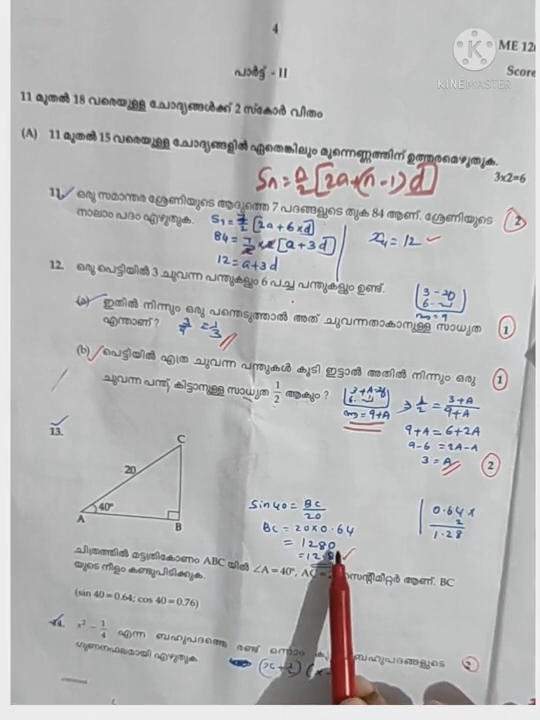 4
KINEMASTER
ME 12
Score
പാർട്ട് - II
11 മുതൽ 18 വരെയുള്ള ചോദ്യങ്ങൾക്ക് 2 സ്കോർ വീതം
(A) 11 മുതൽ 15 വരെയുള്ള ചോദ്യങ്ങളിൽ ഏതെങ്കിലും മൂന്നെണ്ണത്തിന് ഉത്തരമെഴുതുക.
3x2=6
Sn = n/2 [2a+(n-1)d]
11. ഒരു സമാന്തര ശ്രേണിയുടെ ആദ്യത്തെ 7 പദങ്ങളുടെ തുക 84 ആണ്. ശ്രേണിയുടെ
നാലാം പദം എഴുതുക.
2
S7 = 7/2 [2a+6xd]
84 = 7/2 x 2 [a+3d]
12 = a+3d
x4 = 12
12. ഒരു പെട്ടിയിൽ 3 ചുവന്ന പന്തുകളും 6 പച്ച പന്തുകളും ഉണ്ട്.
(a) ഇതിൽ നിന്നും ഒരു പന്തെടുത്താൽ അത് ചുവന്നതാകാനുള്ള സാധ്യത
എന്താണ് ? 3/9 = 1/3
1
(b) പെട്ടിയിൽ എത്ര ചുവന്ന പന്തുകൾ കൂടി ഇട്ടാൽ അതിൽ നിന്നും ഒരു
ചുവന്ന പന്ത് കിട്ടാനുള്ള സാധ്യത 1/2 ആകും ?
1
1/2 = 3+A/9+A
9+A = 6+2A
9-6 = 2A-A
3 = A
2
13.
C
20
40°
A
B
sin 40 = BC/20
BC = 20x0.64
= 1280
0.64 x
2
1.28
ചിത്രത്തിൽ മട്ടത്രികോണം ABC യിൽ ∠A = 40°, സെന്റീമീറ്റർ ആണ്. BC
യുടെ നീളം കണ്ടുപിടിക്കുക.
(sin 40 = 0.64; cos 40 = 0.76)
14. x² - 1/4 എന്ന ബഹുപദത്തെ രണ്ട് ഒന്നാം ബഹുപദങ്ങളുടെ
ഗുണനഫലമായി എഴുതുക.
2